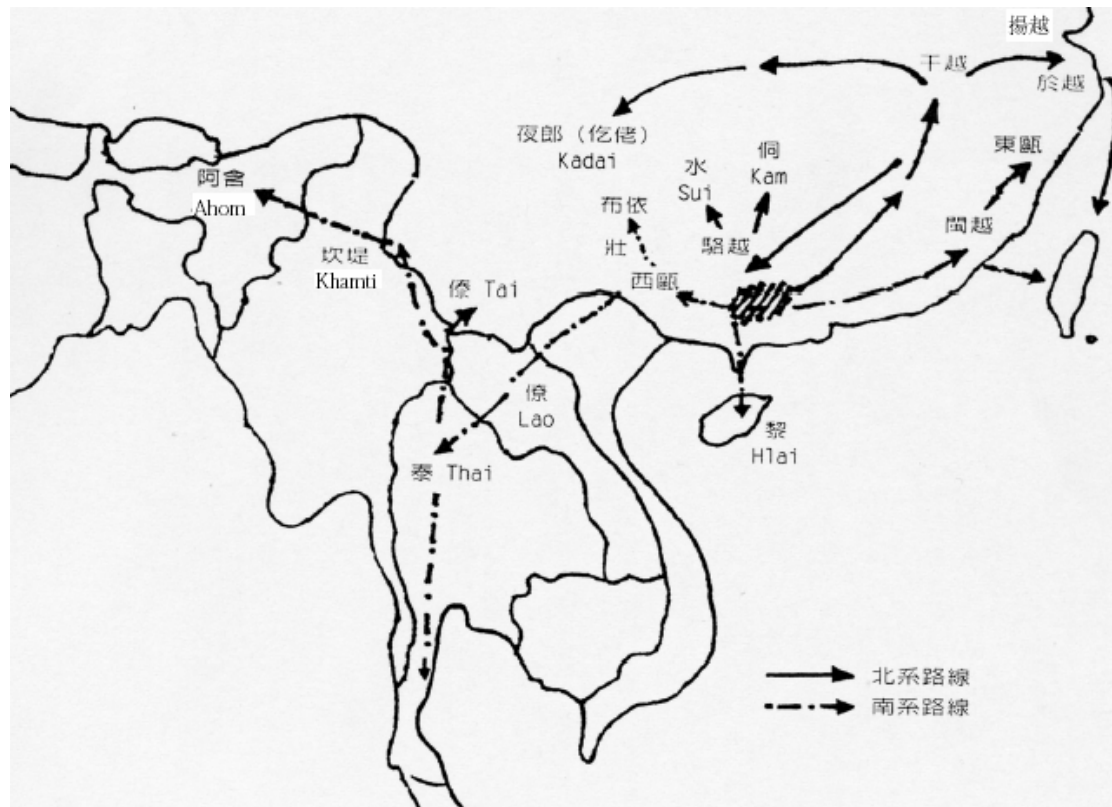 揚越
干越
於越
夜郎（仡佬）
Kadai
水
Sui
侗
Kam
東甌
阿含
Ahom
布依
壯
駱越
閩越
坎堤
Khamti
西甌
傣 Tai
僚
Lao
黎
Hlai
泰 Thai
北系路線
南系路線